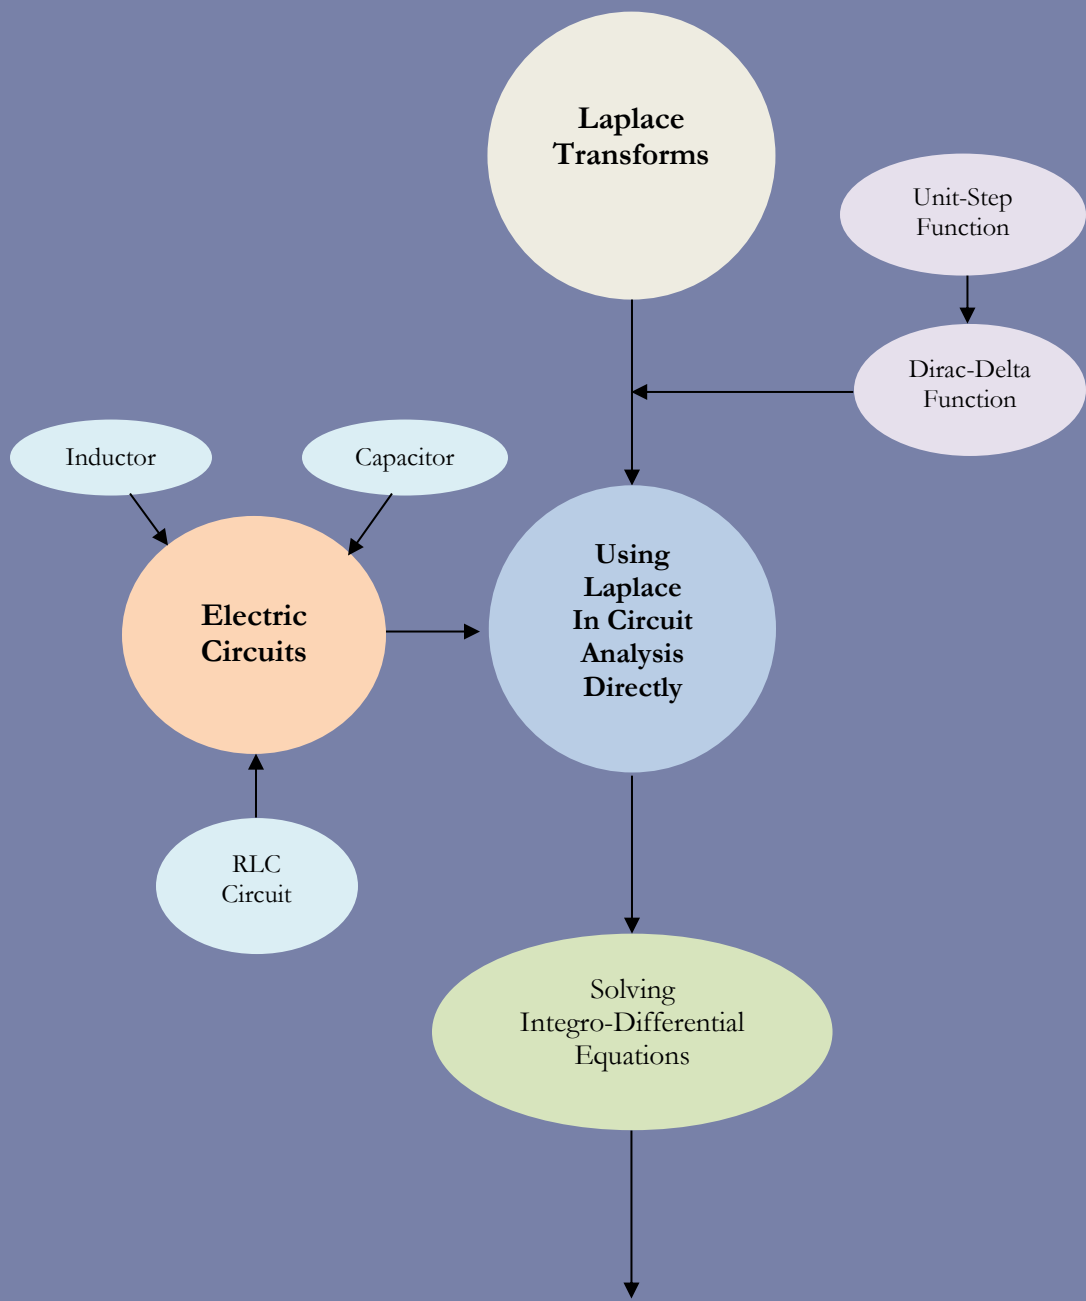 Laplace
Transforms
Unit-Step
Function
Dirac-Delta
Function
Inductor
Capacitor
Electric
Circuits
Using
Laplace
In Circuit
Analysis
Directly
RLC
Circuit
Solving
Integro-Differential
Equations